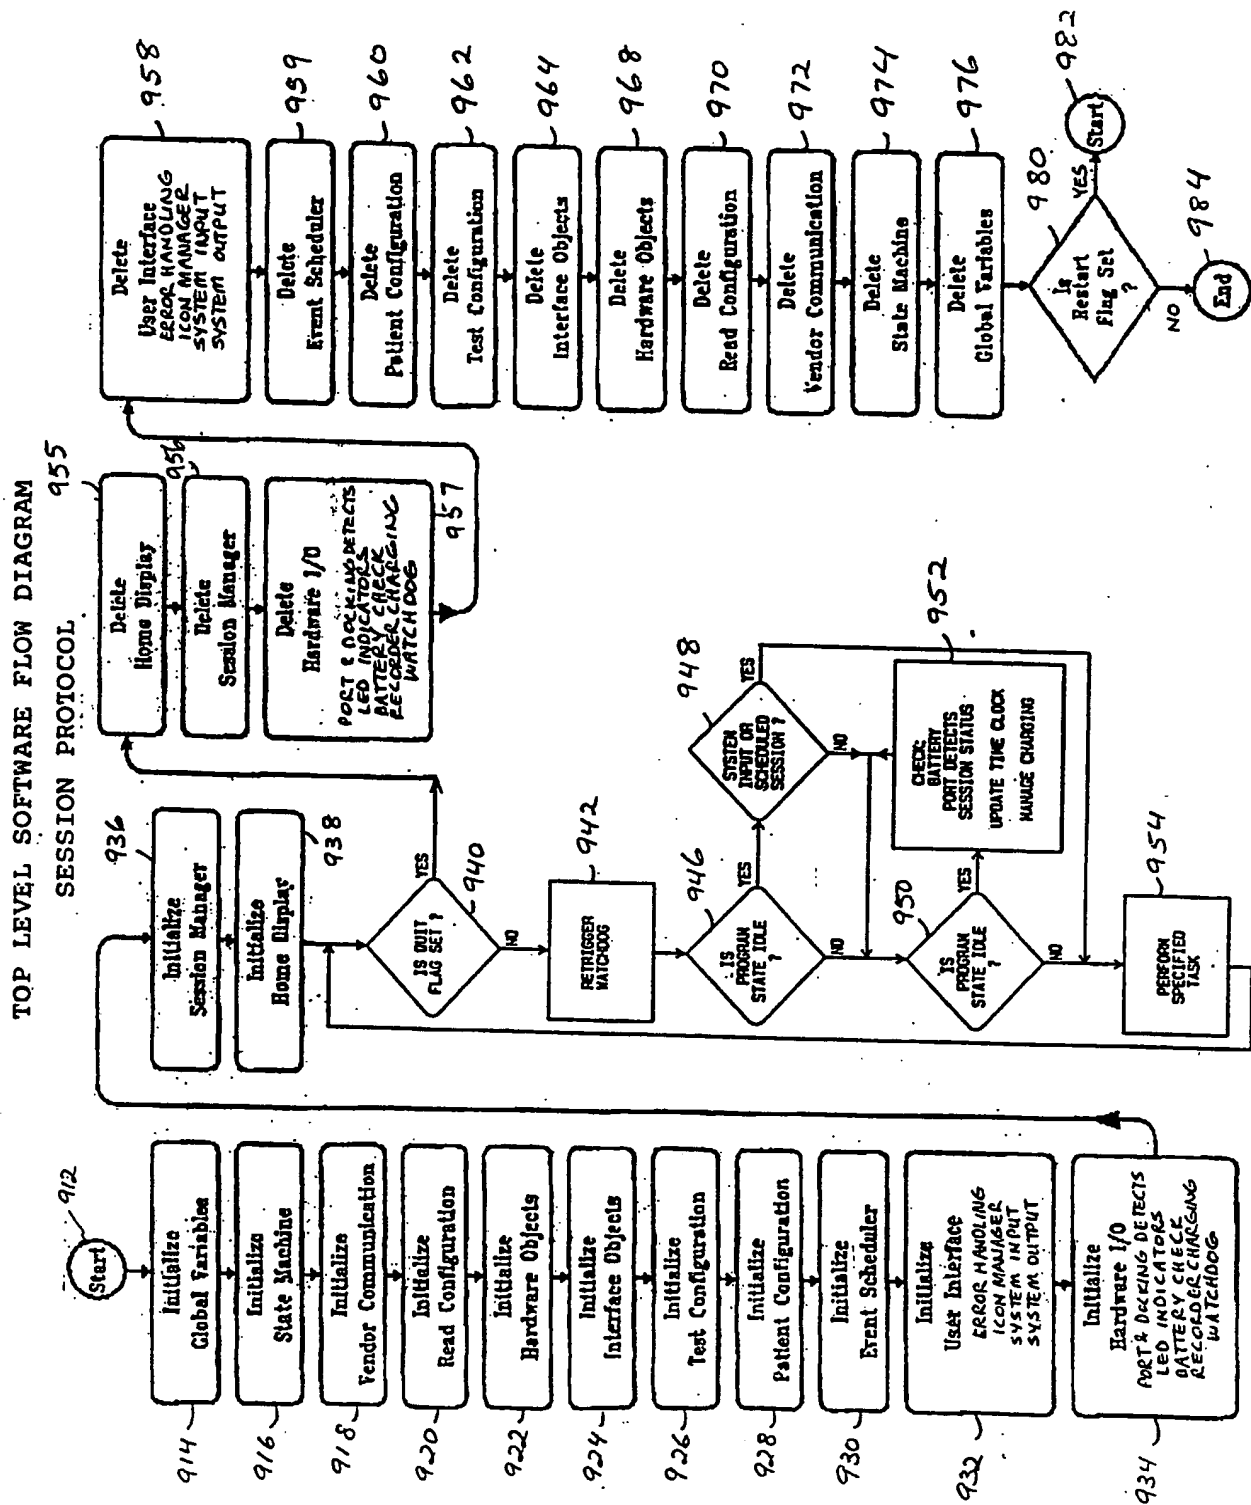 TOP LEVEL SOFTWARE FLOW DIAGRAM
SESSION PROTOCOL
912
Start
914
Initialize
Global Variables
916
Initialize
State Machine
918
Initialize
Vendor Communication
920
Initialize
Read Configuration
922
Initialize
Hardware Objects
924
Initialize
Interface Objects
926
Initialize
Test Configuration
928
Initialize
Patient Configuration
930
Initialize
Event Scheduler
932
Initialize
User Interface
ERROR HANDLING
ICON MANAGER
SYSTEM INPUT
SYSTEM OUTPUT
934
Initialize
Hardware I/O
PORT & DOCKING DETECTS
LED INDICATORS
BATTERY CHECK
RECORDER CHARGING
WATCHDOG
936
Initialize
Session Manager
938
Initialize
Home Display
940
IS QUIT
FLAG SET ?
YES
NO
942
RETRIGGER
WATCHDOG
946
IS
PROGRAM
STATE IDLE
?
YES
NO
948
SYSTEM
INPUT OR
SCHEDULED
SESSION ?
YES
NO
950
IS
PROGRAM
STATE IDLE
?
YES
NO
952
CHECK:
BATTERY
PORT DETECTS
SESSION STATUS
UPDATE TIME CLOCK
MANAGE CHARGING
954
PERFORM
SPECIFIED
TASK
955
Delete
Home Display
956
Delete
Session Manager
957
Delete
Hardware I/O
PORT & DOCKING DETECTS
LED INDICATORS
BATTERY CHECK
RECORDER CHARGING
WATCHDOG
958
Delete
User Interface
ERROR HANDLING
ICON MANAGER
SYSTEM INPUT
SYSTEM OUTPUT
959
Delete
Event Scheduler
960
Delete
Patient Configuration
962
Delete
Test Configuration
964
Delete
Interface Objects
968
Delete
Hardware Objects
970
Delete
Read Configuration
972
Delete
Vendor Communication
974
Delete
State Machine
976
Delete
Global Variables
980
Is
Restart
Flag Set
?
YES
NO
982
Start
984
End